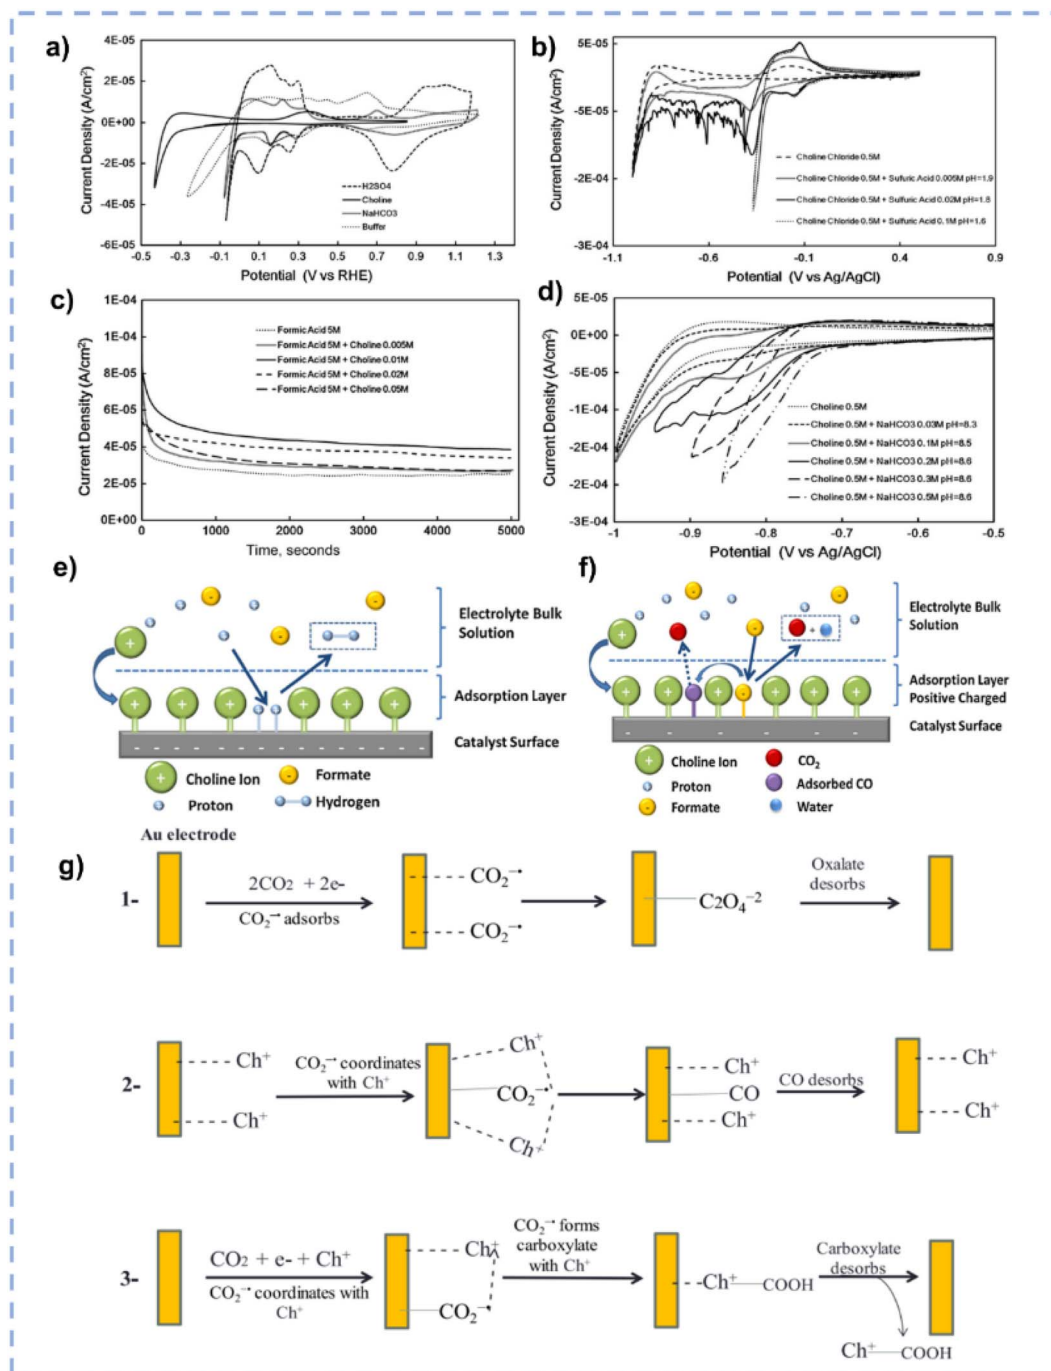 a)
4E-05
2E-05
0E+00
-2E-05
-4E-05
-6E-05
Current Density (A/cm²)
H2SO4
Choline
NaHCO3
Buffer
-0.5 -0.3 -0.1 0.1 0.3 0.5 0.7 0.9 1.1 1.3
Potential (V vs RHE)
b)
5E-05
-5E-05
-2E-04
-3E-04
Current Density (A/cm²)
Choline Chloride 0.5M
Choline Chloride 0.5M + Sulfuric Acid 0.005M pH=1.9
Choline Chloride 0.5M + Sulfuric Acid 0.02M pH=1.8
Choline Chloride 0.5M + Sulfuric Acid 0.1M pH=1.6
-1.1 -0.6 -0.1 0.4 0.9
Potential (V vs Ag/AgCl)
c)
1E-04
8E-05
6E-05
4E-05
2E-05
0E+00
Current Density (A/cm²)
Formic Acid 5M
Formic Acid 5M + Choline 0.005M
Formic Acid 5M + Choline 0.01M
Formic Acid 5M + Choline 0.02M
Formic Acid 5M + Choline 0.05M
0 1000 2000 3000 4000 5000
Time, seconds
d)
5E-05
0E+00
-5E-05
-1E-04
-2E-04
-2E-04
-3E-04
Current Density (A/cm²)
Choline 0.5M
Choline 0.5M + NaHCO3 0.03M pH=8.3
Choline 0.5M + NaHCO3 0.1M pH=8.5
Choline 0.5M + NaHCO3 0.2M pH=8.6
Choline 0.5M + NaHCO3 0.3M pH=8.6
Choline 0.5M + NaHCO3 0.5M pH=8.6
-1 -0.9 -0.8 -0.7 -0.6 -0.5
Potential (V vs Ag/AgCl)
e)
Electrolyte Bulk
Solution
Adsorption Layer
Catalyst Surface
Choline Ion
Formate
Proton
Hydrogen
f)
Electrolyte Bulk
Solution
Adsorption Layer
Positive Charged
Catalyst Surface
Choline Ion
CO₂
Proton
Adsorbed CO
Formate
Water
g)
Au electrode
1-
2CO₂ + 2e-
CO₂⁻• adsorbs
CO₂⁻•
CO₂⁻•
C2O₄⁻²
Oxalate
desorbs
2-
Ch⁺
Ch⁺
CO₂⁻• coordinates
with Ch⁺
Ch⁺
CO₂⁻•
Ch⁺
Ch⁺
CO
Ch⁺
CO desorbs
Ch⁺
Ch⁺
3-
CO₂ + e- + Ch⁺
CO₂⁻• coordinates with
Ch⁺
Ch⁺
CO₂⁻•
CO₂⁻• forms
carboxylate
with Ch⁺
Ch⁺ COOH
Carboxylate
desorbs
Ch⁺ COOH